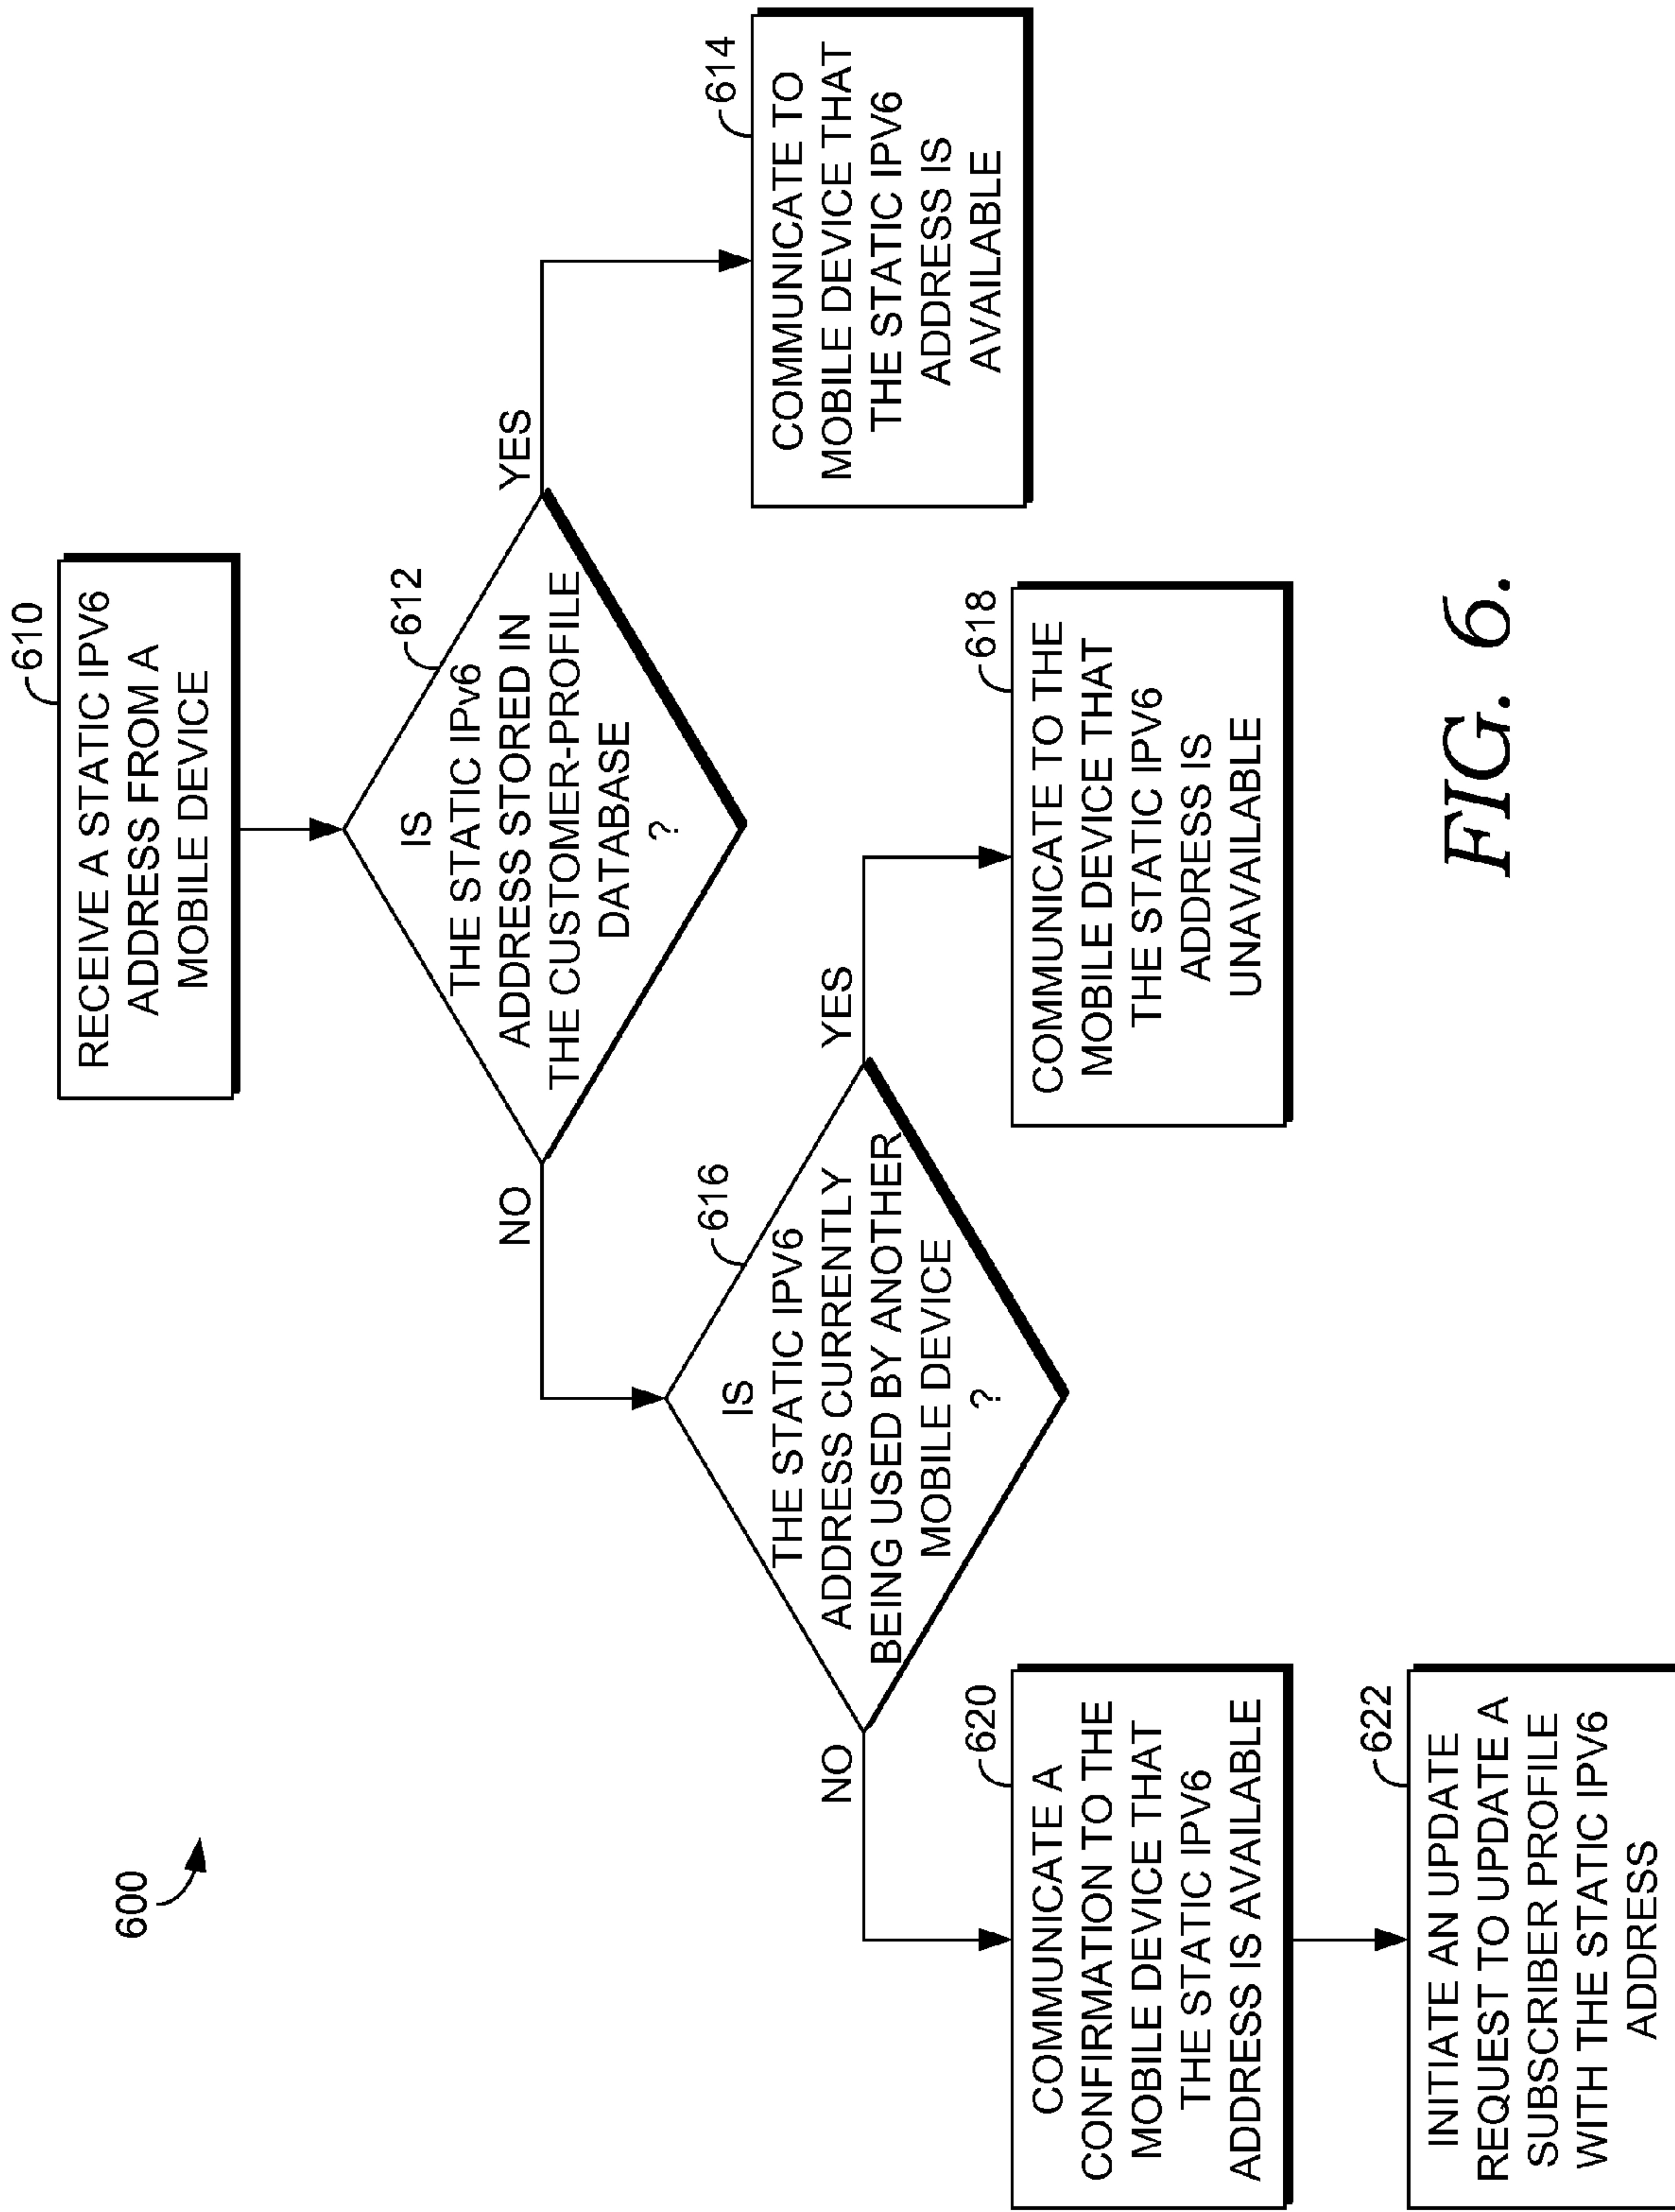 600
610
RECEIVE A STATIC IPV6
ADDRESS FROM A
MOBILE DEVICE
612
IS
THE STATIC IPv6
ADDRESS STORED IN
THE CUSTOMER-PROFILE
DATABASE
?
YES
614
COMMUNICATE TO
MOBILE DEVICE THAT
THE STATIC IPV6
ADDRESS IS
AVAILABLE
NO
616
IS
THE STATIC IPV6
ADDRESS CURRENTLY
BEING USED BY ANOTHER
MOBILE DEVICE
?
YES
618
COMMUNICATE TO THE
MOBILE DEVICE THAT
THE STATIC IPV6
ADDRESS IS
UNAVAILABLE
NO
620
COMMUNICATE A
CONFIRMATION TO THE
MOBILE DEVICE THAT
THE STATIC IPV6
ADDRESS IS AVAILABLE
622
INITIATE AN UPDATE
REQUEST TO UPDATE A
SUBSCRIBER PROFILE
WITH THE STATIC IPV6
ADDRESS
FIG. 6.